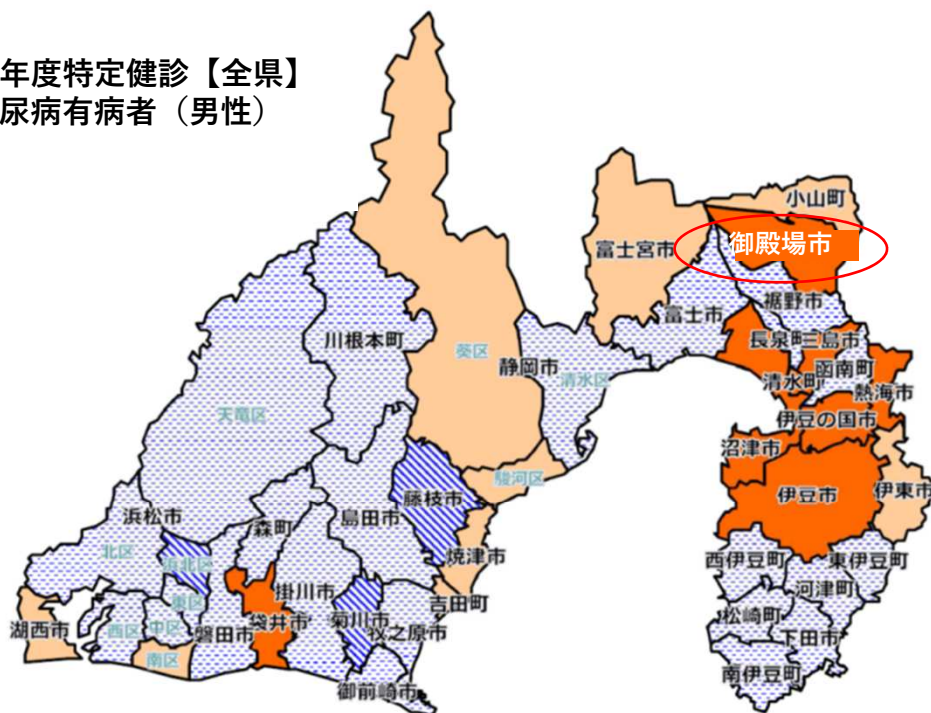 年度特定健診【全県】
尿病有病者（男性）
小山町
御殿場市
富士宮市
裾野市
富士市
長泉町
三島市
川根本町
葵区
静岡市
清水区
函南町
清水町
熱海市
天竜区
伊豆の国市
沼津市
藤枝市
駿河区
伊豆市
伊東市
浜松市
森町
島田市
北区
浜北区
焼津市
西伊豆町
東伊豆町
掛川市
河津町
東区
吉田町
湖西市
西区
中区
磐田市
袋井市
菊川市
牧之原市
松崎町
下田市
南区
南伊豆町
御前崎市